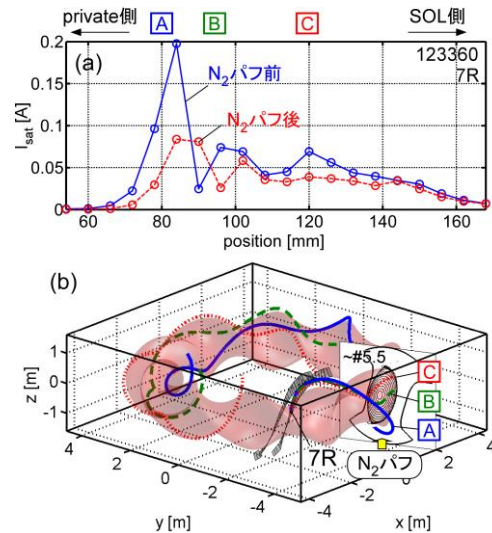 private側 A B C SOL側
123360
7R
(a)
N₂パフ前
N₂パフ後
I_sat [A]
0.2
0.15
0.1
0.05
0
60 80 100 120 140 160
position [mm]
(b)
~#5.5
C
B
A
7R
N₂パフ
z [m]
1
0
-1
4 2 0 -2 -4
y [m]
-4 -2 0 2 4
x [m]